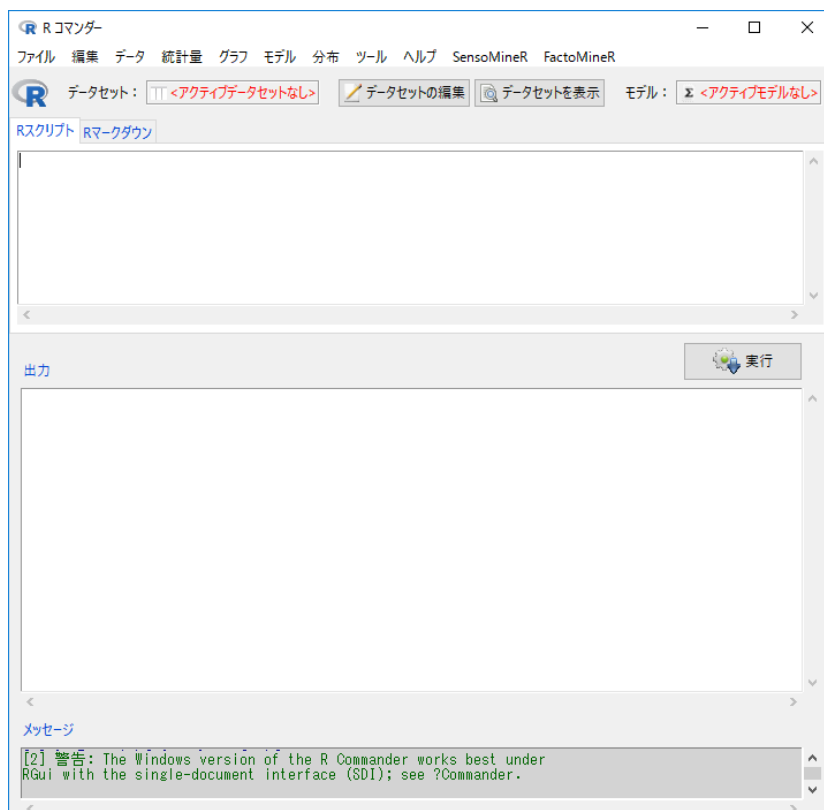 R コマンダー
ファイル 編集 データ 統計量 グラフ モデル 分布 ツール ヘルプ SensoMineR FactoMineR
R データセット： <アクティブデータセットなし> データセットの編集 データセットを表示 モデル： Σ <アクティブモデルなし>
Rスクリプト Rマークダウン
実行
出力
メッセージ
[2] 警告: The Windows version of the R Commander works best under
RGui with the single-document interface (SDI); see ?Commander.